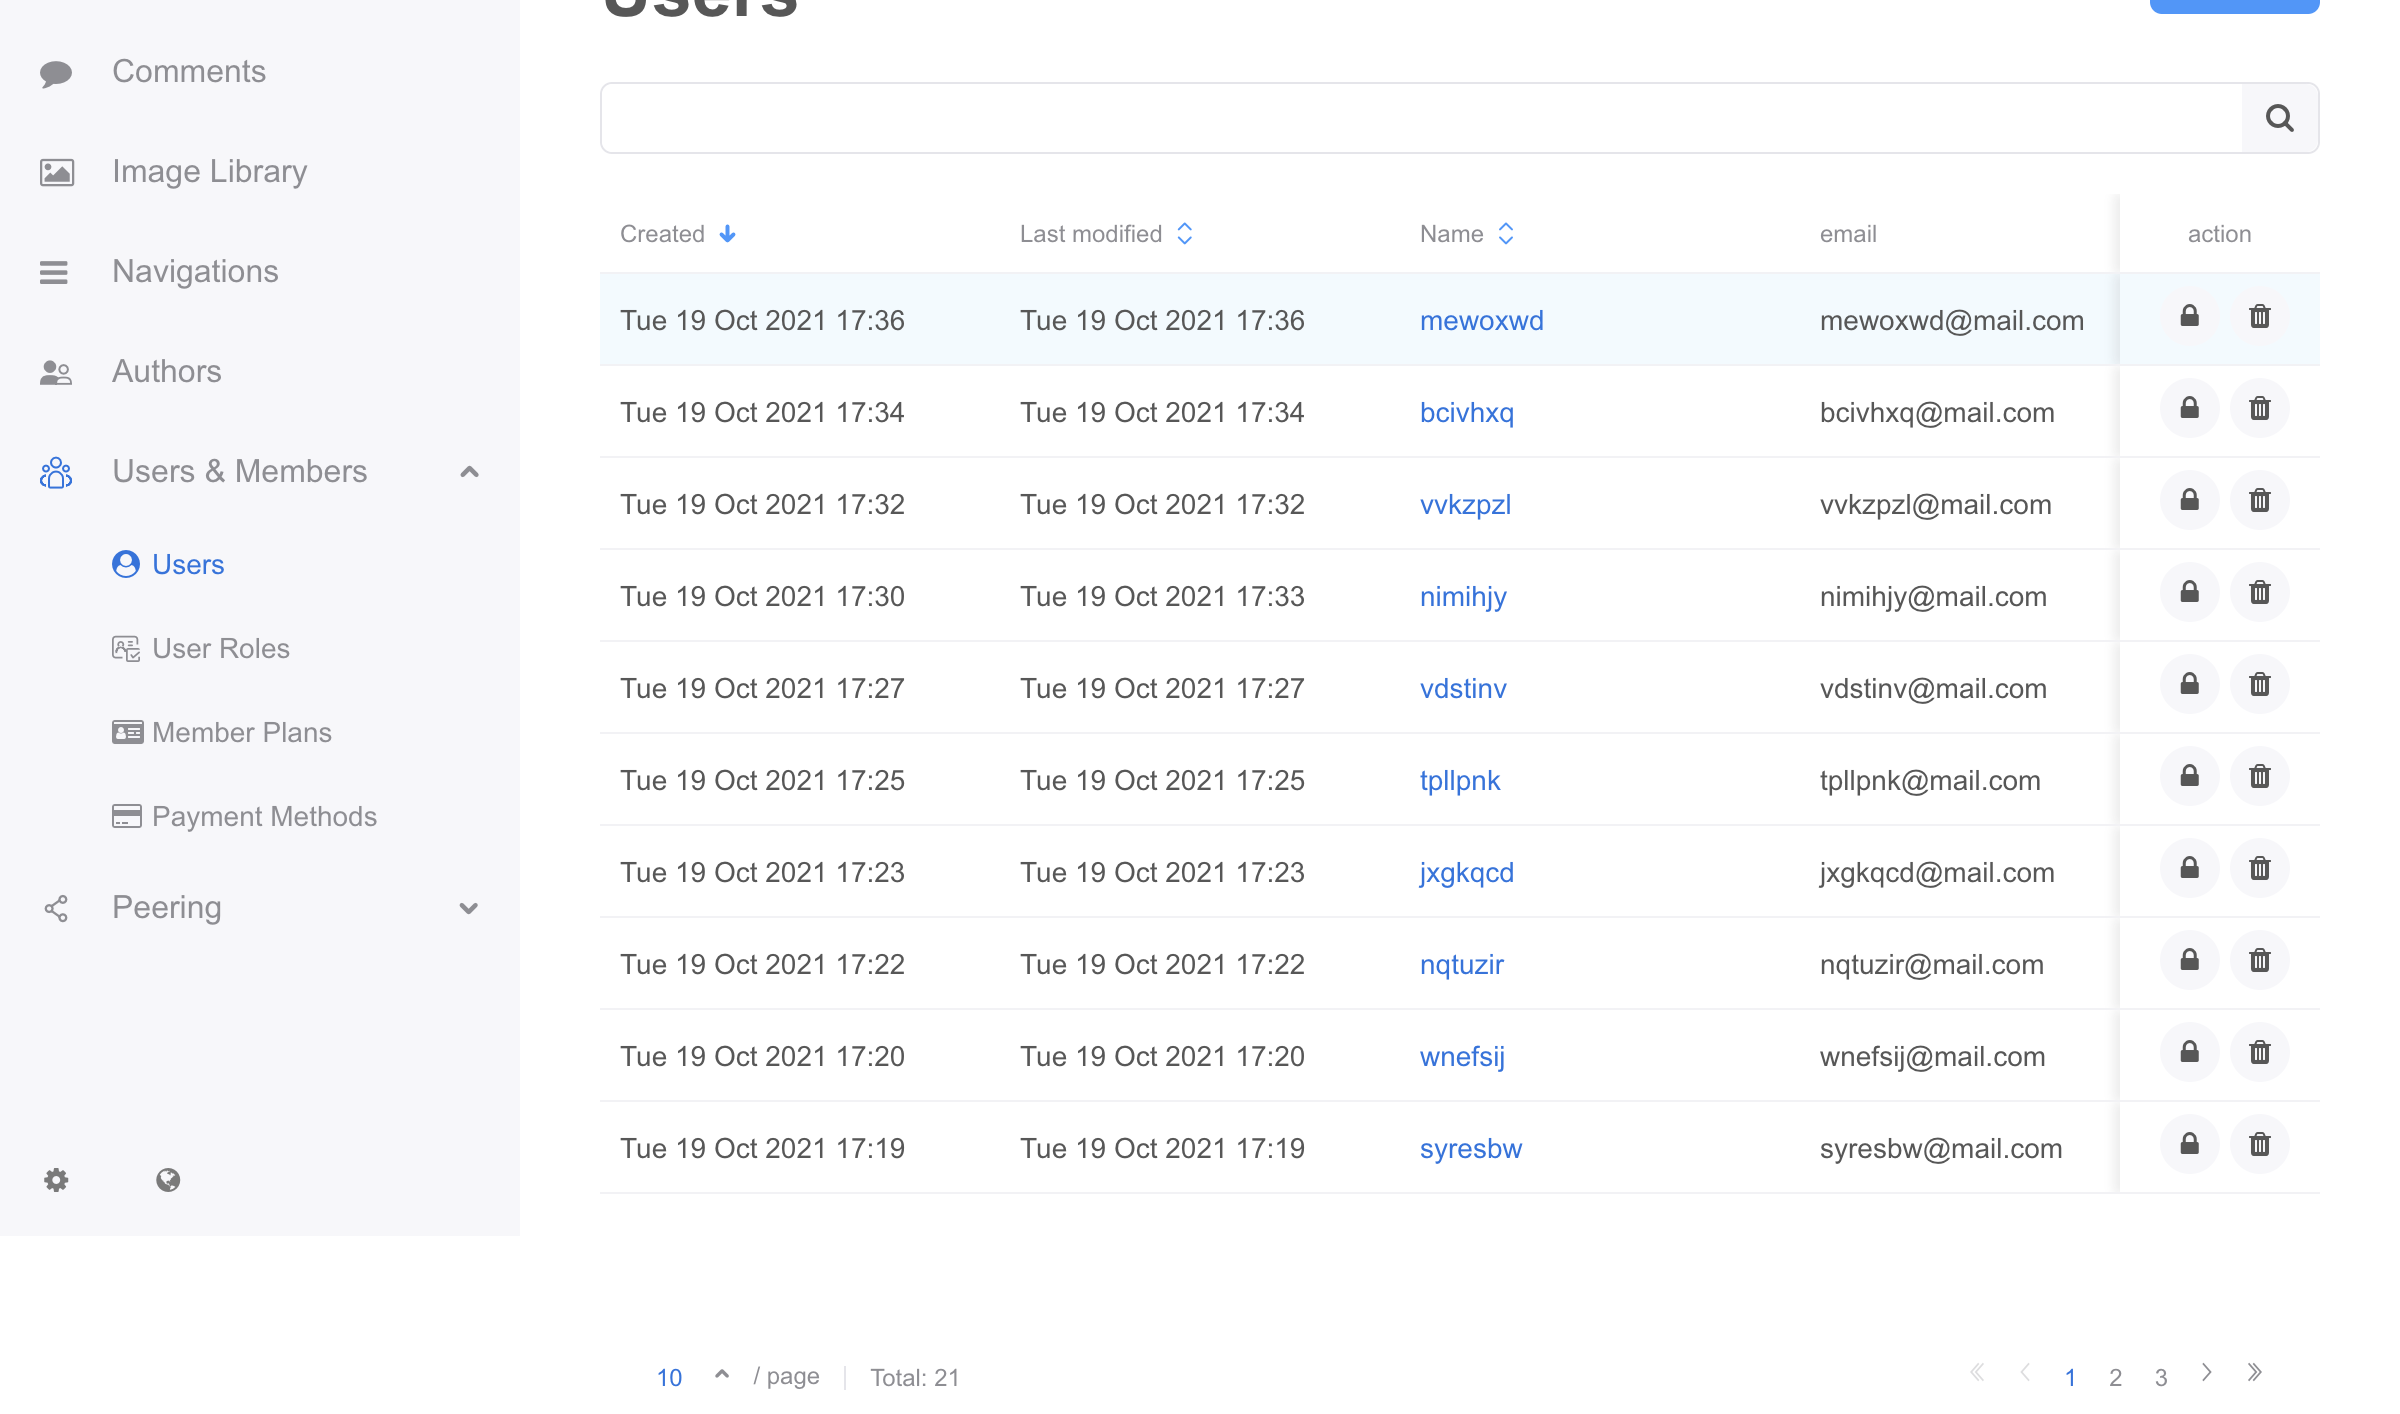 Users
Comments
Image Library
Navigations
Authors
Users & Members
Users
User Roles
Member Plans
Payment Methods
Peering
Created Last modified Name email action
Tue 19 Oct 2021 17:36 Tue 19 Oct 2021 17:36 mewoxwd mewoxwd@mail.com
Tue 19 Oct 2021 17:34 Tue 19 Oct 2021 17:34 bcivhxq bcivhxq@mail.com
Tue 19 Oct 2021 17:32 Tue 19 Oct 2021 17:32 vvkzpzl vvkzpzl@mail.com
Tue 19 Oct 2021 17:30 Tue 19 Oct 2021 17:33 nimihjy nimihjy@mail.com
Tue 19 Oct 2021 17:27 Tue 19 Oct 2021 17:27 vdstinv vdstinv@mail.com
Tue 19 Oct 2021 17:25 Tue 19 Oct 2021 17:25 tpllpnk tpllpnk@mail.com
Tue 19 Oct 2021 17:23 Tue 19 Oct 2021 17:23 jxgkqcd jxgkqcd@mail.com
Tue 19 Oct 2021 17:22 Tue 19 Oct 2021 17:22 nqtuzir nqtuzir@mail.com
Tue 19 Oct 2021 17:20 Tue 19 Oct 2021 17:20 wnefsij wnefsij@mail.com
Tue 19 Oct 2021 17:19 Tue 19 Oct 2021 17:19 syresbw syresbw@mail.com
10 / page Total: 21 1 2 3